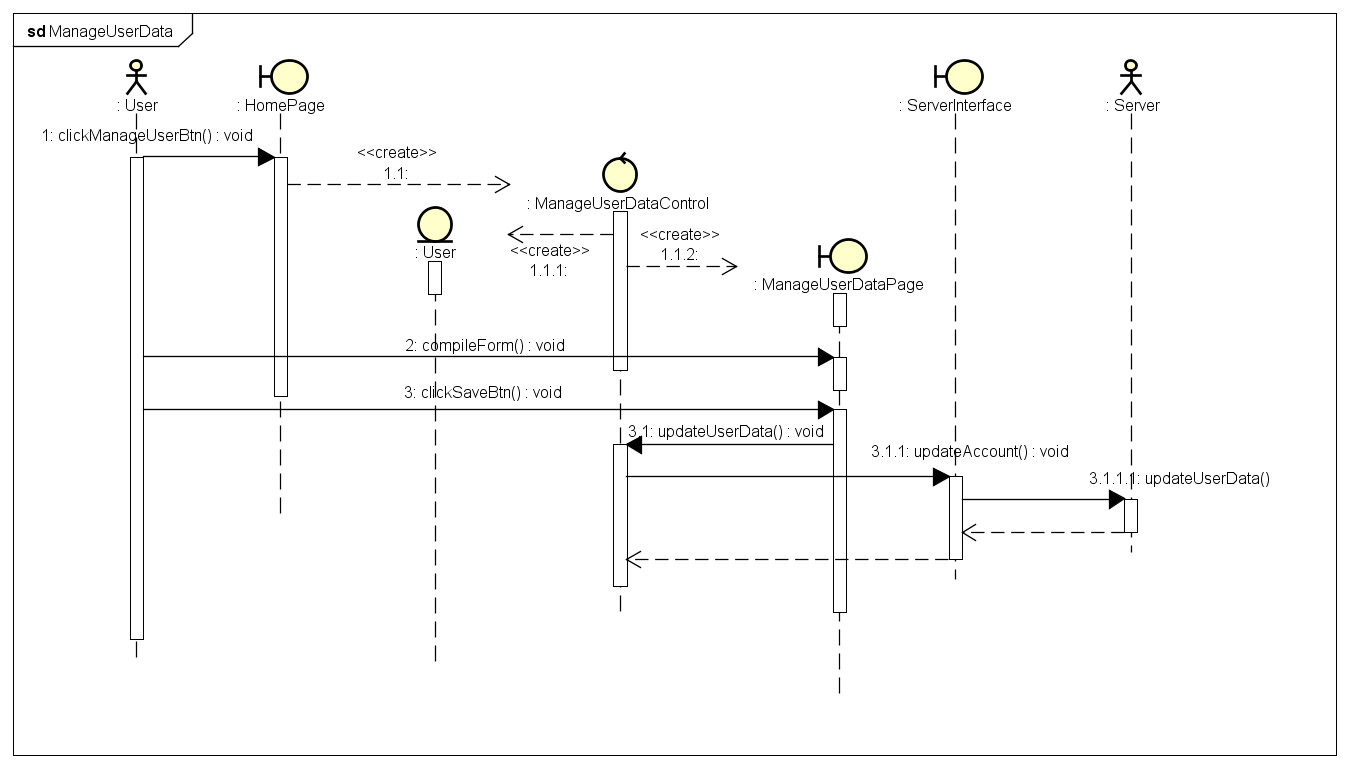 sd ManageUserData
: User
: HomePage
: ServerInterface
: Server
1: clickManageUserBtn() : void
<<create>>
1.1:
: ManageUserDataControl
: User
<<create>>
1.1.1:
<<create>>
1.1.2:
: ManageUserDataPage
2: compileForm() : void
3: clickSaveBtn() : void
3.1: updateUserData() : void
3.1.1: updateAccount() : void
3.1.1.1: updateUserData()